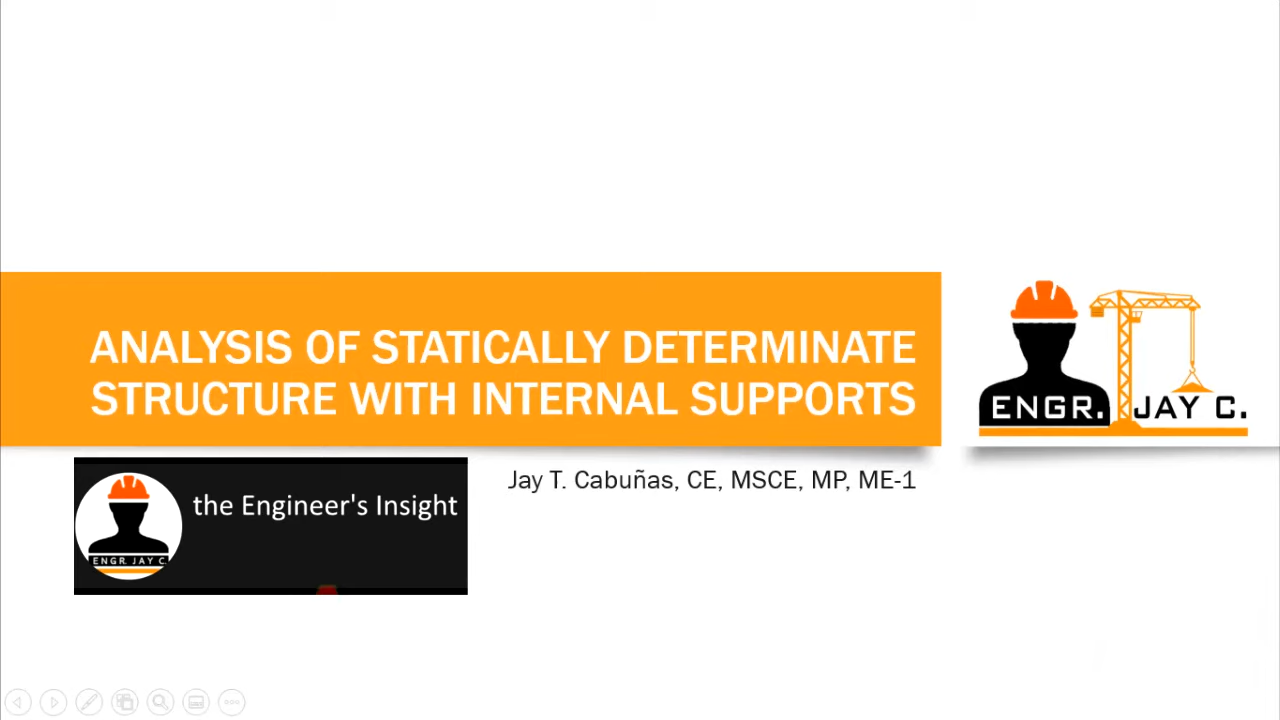 ANALYSIS OF STATICALLY DETERMINATE
STRUCTURE WITH INTERNAL SUPPORTS
ENGR. JAY C.
Jay T. Cabuñas, CE, MSCE, MP, ME-1
the Engineer's Insight
ENGR. JAY C.